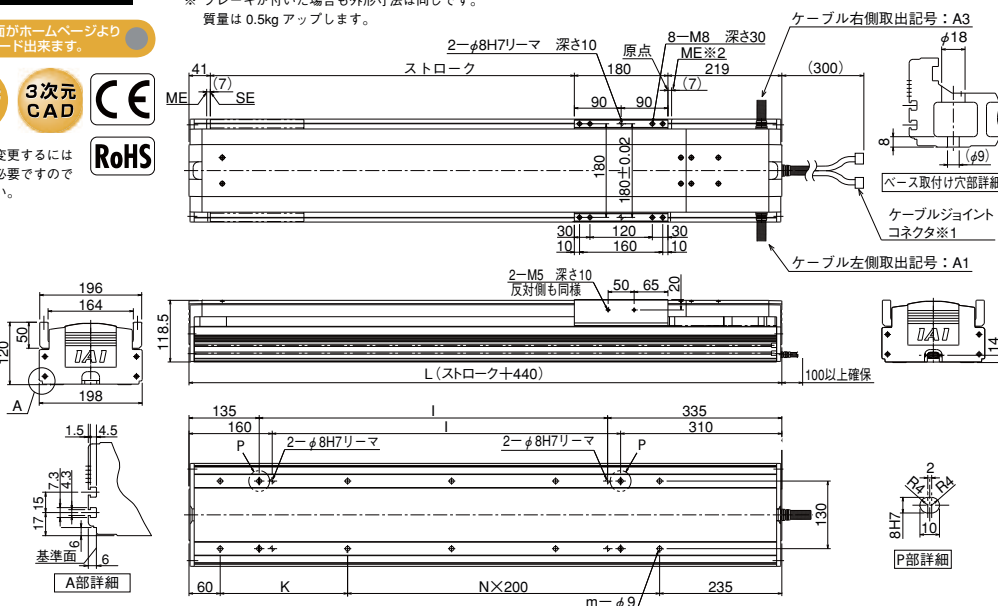 ※ ブレーキが付いた場合も外形寸法は同じです。
質量は 0.5kg アップします。
面がホームページより
ード出来ます。
3次元
CAD
CE
RoHS
変更するには
必要ですので
い。
ケーブル右側取出記号：A3
2－φ8H7リーマ 深さ10
原点
8－M8 深さ30
ME※2
41
ストローク
180
219
(300)
(7)
(7)
ME
SE
90
90
180
180±0.02
30
120
30
10
160
10
φ18
8
(φ9)
ベース取付け穴部詳細
ケーブルジョイント
コネクタ※1
ケーブル左側取出記号：A1
196
164
50
120
IAI
198
A
118.5
2－M5 深さ10
反対側も同様
50
65
20
L（ストローク＋440）
100以上確保
IAI
14
135
I
335
160
I
310
P
2－φ8H7リーマ
2－φ8H7リーマ
P
130
60
K
N×200
235
m－φ9
1.5
4.5
7.3
4.3
15
17
6
基準面
6
A部詳細
2
R4
R4
8H7
10
P部詳細